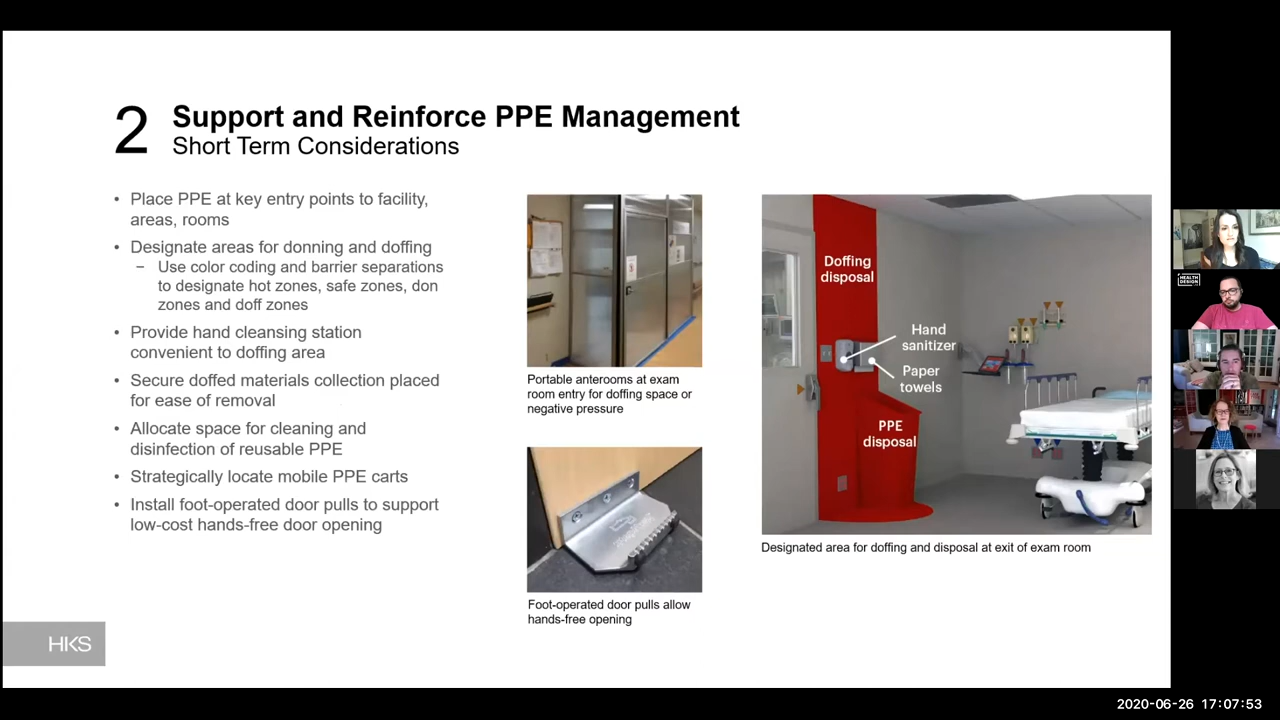 2
Support and Reinforce PPE Management
Short Term Considerations
• Place PPE at key entry points to facility,
areas, rooms
• Designate areas for donning and doffing
− Use color coding and barrier separations
to designate hot zones, safe zones, don
zones and doff zones
• Provide hand cleansing station
convenient to doffing area
• Secure doffed materials collection placed
for ease of removal
• Allocate space for cleaning and
disinfection of reusable PPE
• Strategically locate mobile PPE carts
• Install foot-operated door pulls to support
low-cost hands-free door opening
Portable anterooms at exam
room entry for doffing space or
negative pressure
Foot-operated door pulls allow
hands-free opening
Doffing
disposal
Hand
sanitizer
Paper
towels
PPE
disposal
Designated area for doffing and disposal at exit of exam room
HKS
HEALTH
DESIGN
2020-06-26 17:07:53